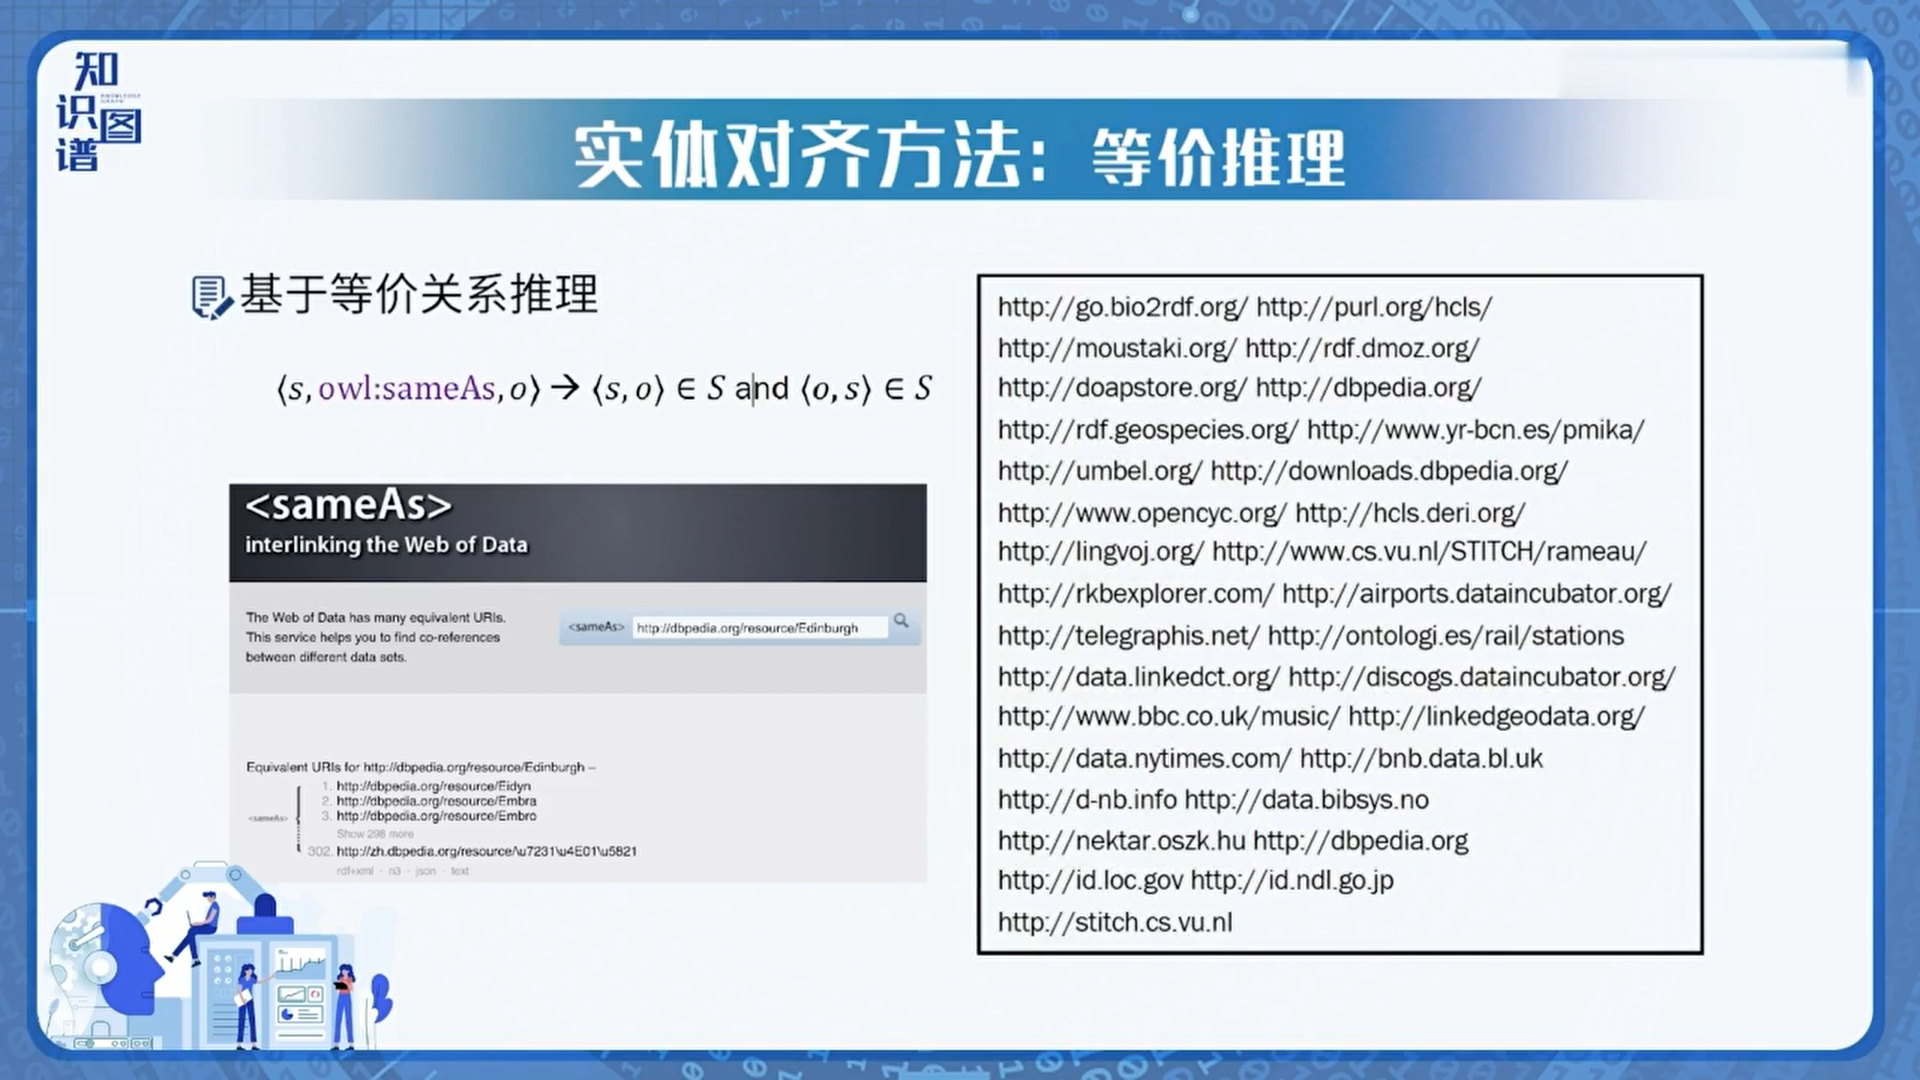 知识图谱
KNOWLEDGE GRAPH
实体对齐方法：等价推理
基于等价关系推理
⟨s, owl:sameAs, o⟩ → ⟨s, o⟩ ∈ S and ⟨o, s⟩ ∈ S
<sameAs>
interlinking the Web of Data
The Web of Data has many equivalent URIs.
This service helps you to find co-references
between different data sets.
<sameAs> http://dbpedia.org/resource/Edinburgh
Equivalent URIs for http://dbpedia.org/resource/Edinburgh –
<sameAs>
1. http://dbpedia.org/resource/Eidyn
2. http://dbpedia.org/resource/Embra
3. http://dbpedia.org/resource/Embro
Show 298 more
302. http://zh.dbpedia.org/resource/\u7231\u4E01\u5821
rdf+xml · n3 · json · text
http://go.bio2rdf.org/ http://purl.org/hcls/
http://moustaki.org/ http://rdf.dmoz.org/
http://doapstore.org/ http://dbpedia.org/
http://rdf.geospecies.org/ http://www.yr-bcn.es/pmika/
http://umbel.org/ http://downloads.dbpedia.org/
http://www.opencyc.org/ http://hcls.deri.org/
http://lingvoj.org/ http://www.cs.vu.nl/STITCH/rameau/
http://rkbexplorer.com/ http://airports.dataincubator.org/
http://telegraphis.net/ http://ontologi.es/rail/stations
http://data.linkedct.org/ http://discogs.dataincubator.org/
http://www.bbc.co.uk/music/ http://linkedgeodata.org/
http://data.nytimes.com/ http://bnb.data.bl.uk
http://d-nb.info http://data.bibsys.no
http://nektar.oszk.hu http://dbpedia.org
http://id.loc.gov http://id.ndl.go.jp
http://stitch.cs.vu.nl